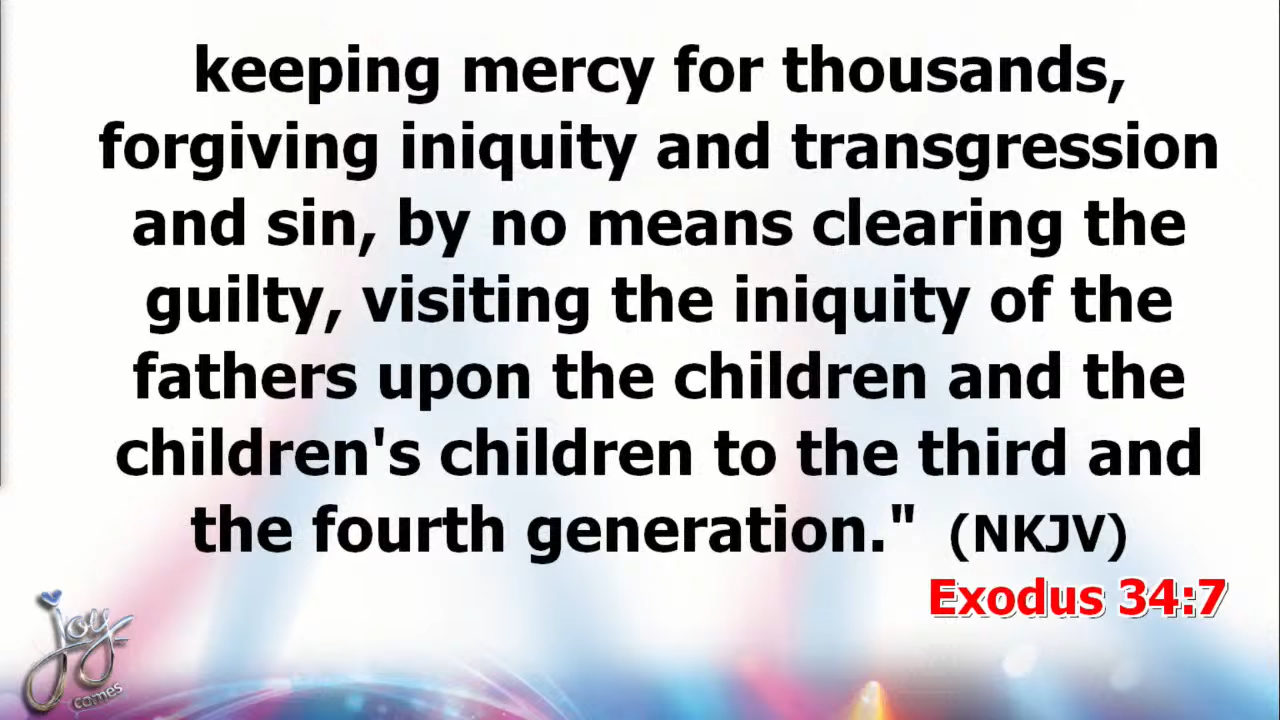 keeping mercy for thousands,
forgiving iniquity and transgression
and sin, by no means clearing the
guilty, visiting the iniquity of the
fathers upon the children and the
children's children to the third and
the fourth generation." (NKJV)
Exodus 34:7
joy
comes